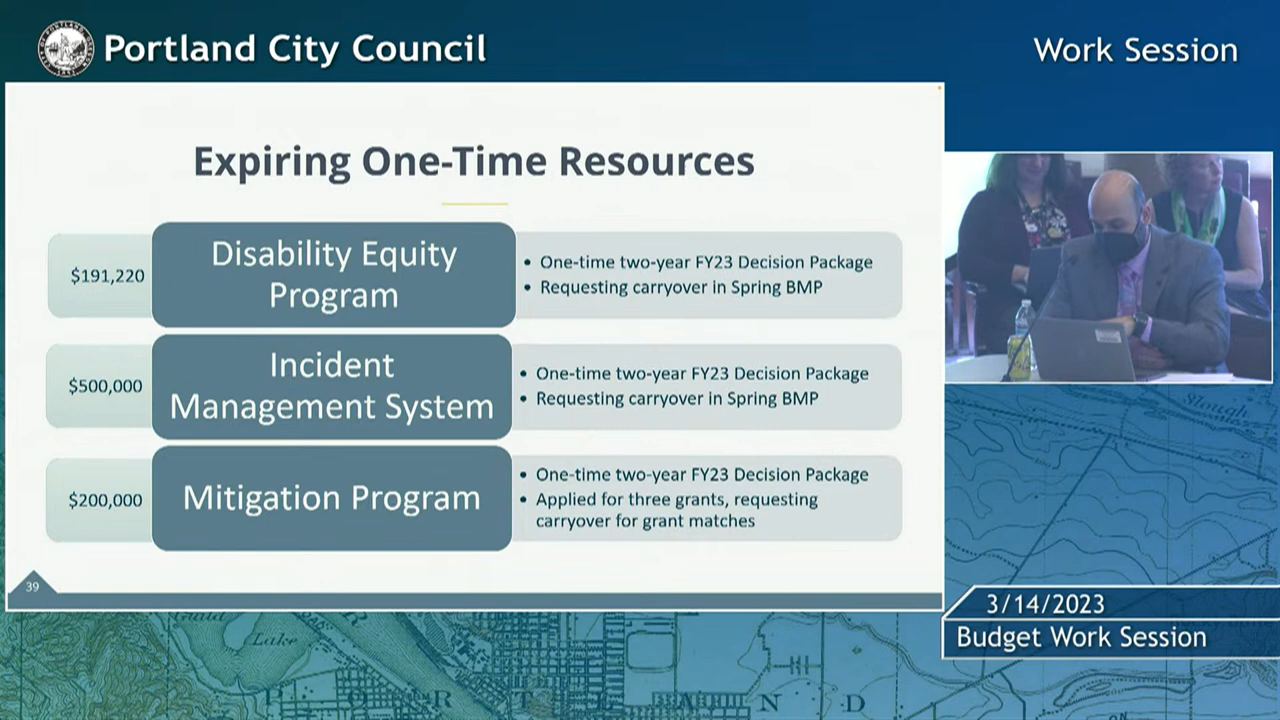 Portland City Council
Work Session
Expiring One-Time Resources
$191,220
Disability Equity
Program
• One-time two-year FY23 Decision Package
• Requesting carryover in Spring BMP
$500,000
Incident
Management System
• One-time two-year FY23 Decision Package
• Requesting carryover in Spring BMP
$200,000
Mitigation Program
• One-time two-year FY23 Decision Package
• Applied for three grants, requesting
carryover for grant matches
39
Slough
3/14/2023
Budget Work Session
Guild
Lake
P O R T L A N D